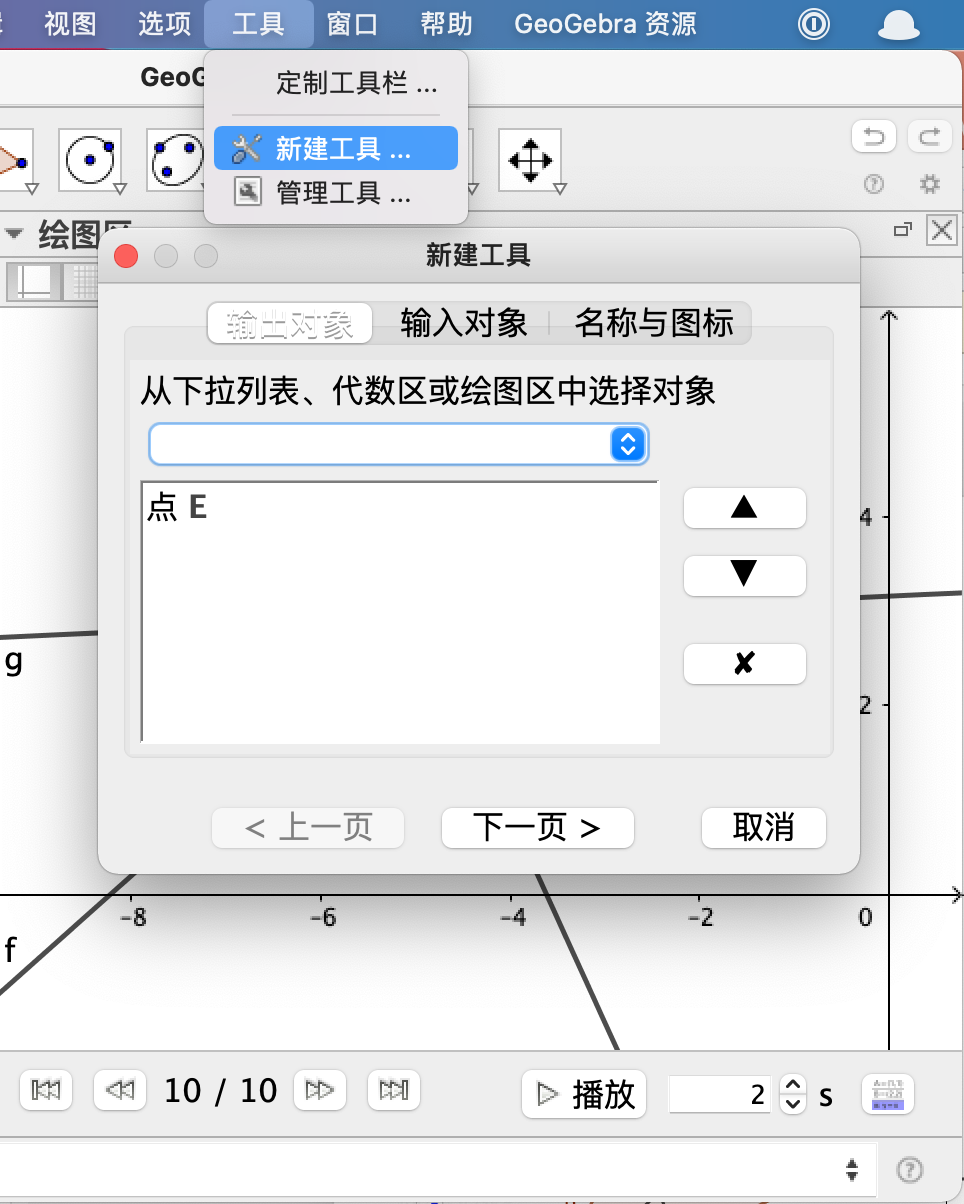 视图 选项 工具 窗口 帮助 GeoGebra 资源
GeoG
定制工具栏 ...
新建工具 ...
管理工具 ...
绘图区
新建工具
输出对象 输入对象 名称与图标
从下拉列表、代数区或绘图区中选择对象
点 E
4
g
2
< 上一页 下一页 > 取消
-8 -6 -4 -2 0
f
10 / 10 播放 2 s